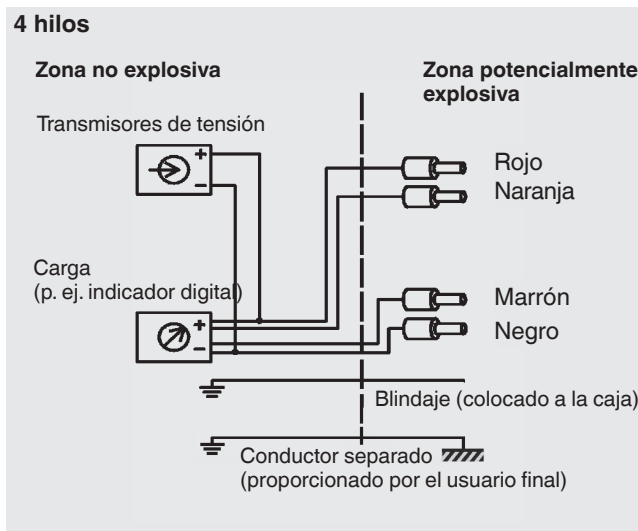 4 hilos
Zona no explosiva
Zona potencialmente
explosiva
Transmisores de tensión
+
−
Rojo
Naranja
Carga
(p. ej. indicador digital)
+
−
Marrón
Negro
Blindaje (colocado a la caja)
Conductor separado
(proporcionado por el usuario final)